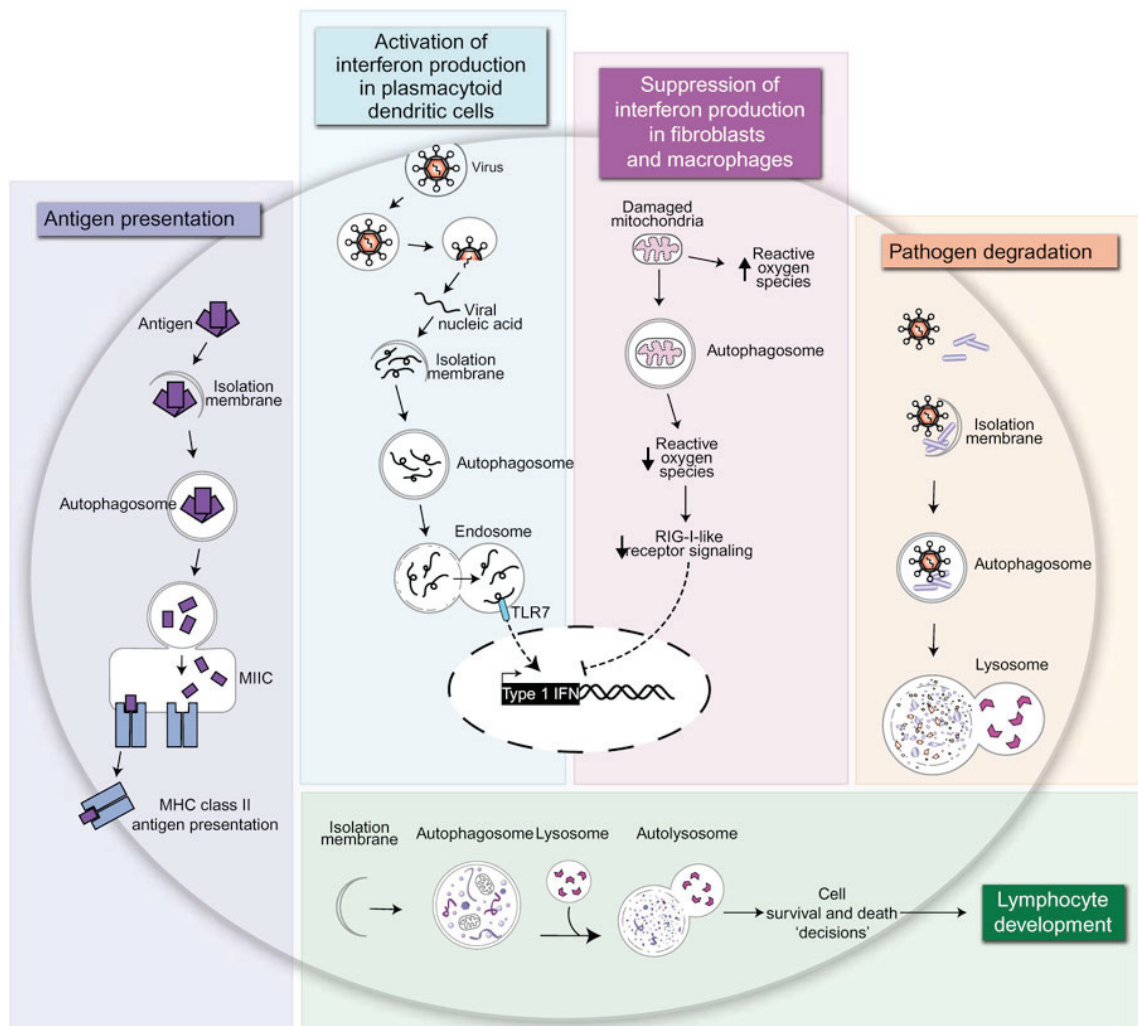 Activation of
interferon production
in plasmacytoid
dendritic cells
Suppression of
interferon production
in fibroblasts
and macrophages
Antigen presentation
Pathogen degradation
Antigen
Isolation
membrane
Autophagosome
MIIC
MHC class II
antigen presentation
Virus
Viral
nucleic acid
Isolation
membrane
Autophagosome
Endosome
TLR7
Type 1 IFN
Damaged
mitochondria
Reactive
oxygen
species
Autophagosome
Reactive
oxygen
species
RIG-I-like
receptor signaling
Isolation
membrane
Autophagosome
Lysosome
Isolation
membrane
Autophagosome
Lysosome
Autolysosome
Cell
survival and death
'decisions'
Lymphocyte
development